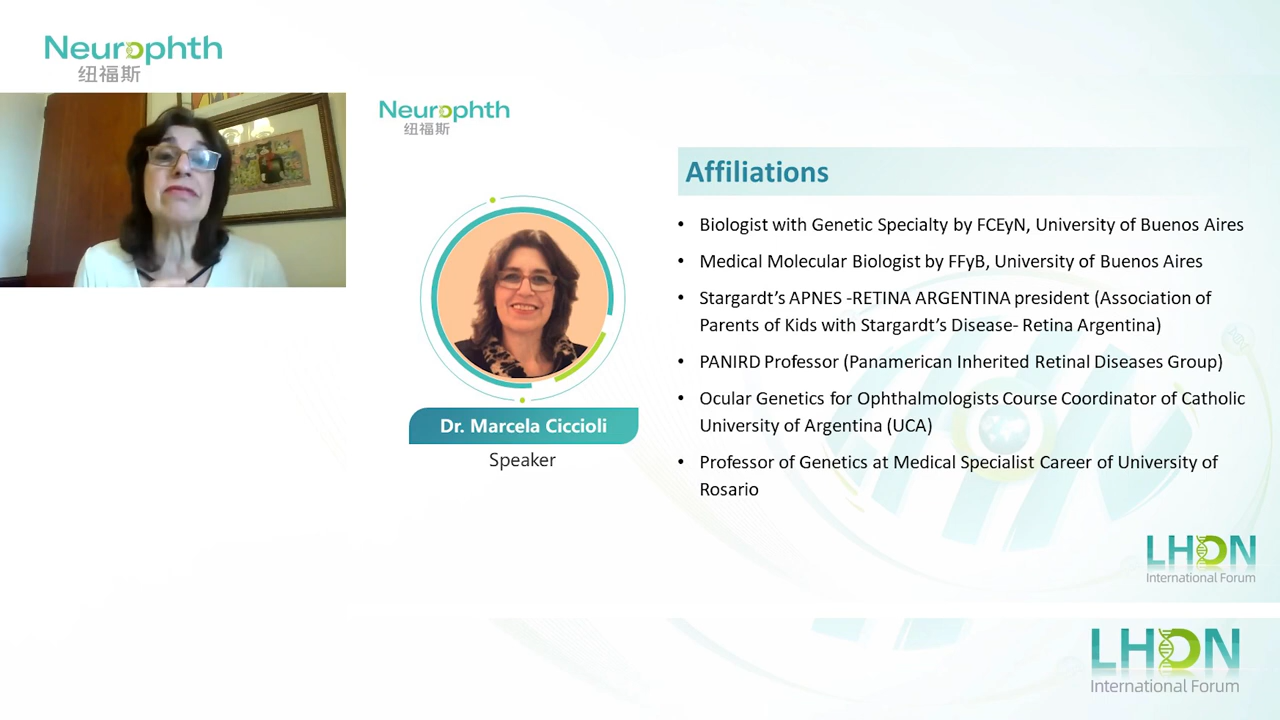 Neurophth
纽福斯
Neurophth
纽福斯
Affiliations
• Biologist with Genetic Specialty by FCEyN, University of Buenos Aires
• Medical Molecular Biologist by FFyB, University of Buenos Aires
• Stargardt’s APNES -RETINA ARGENTINA president (Association of
Parents of Kids with Stargardt’s Disease- Retina Argentina)
• PANIRD Professor (Panamerican Inherited Retinal Diseases Group)
• Ocular Genetics for Ophthalmologists Course Coordinator of Catholic
University of Argentina (UCA)
• Professor of Genetics at Medical Specialist Career of University of
Rosario
Dr. Marcela Ciccioli
Speaker
LHON
International Forum
LHON
International Forum